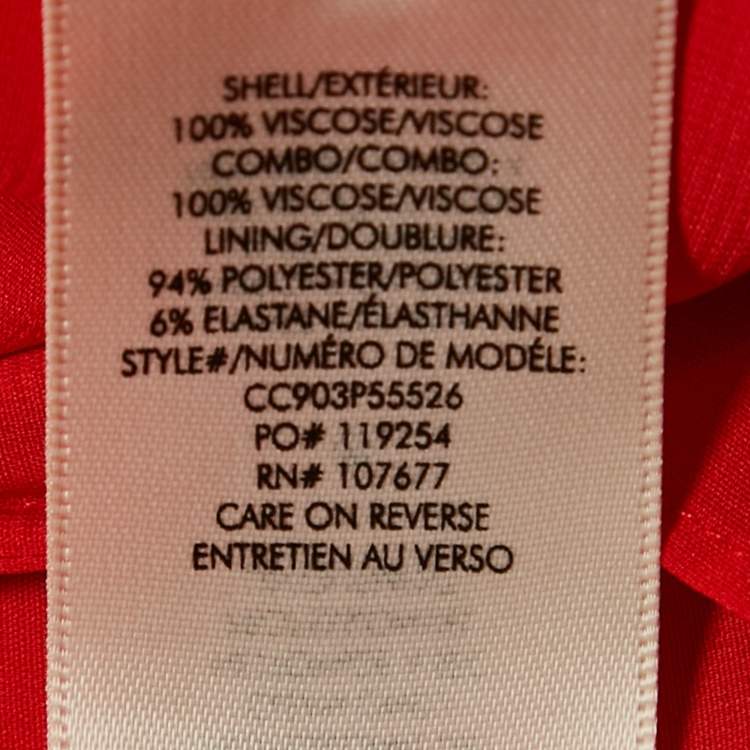 SHELL/EXTÉRIEUR:
100% VISCOSE/VISCOSE
COMBO/COMBO:
100% VISCOSE/VISCOSE
LINING/DOUBLURE:
94% POLYESTER/POLYESTER
6% ELASTANE/ÉLASTHANNE
STYLE#/NUMÉRO DE MODÉLE:
CC903P55526
PO# 119254
RN# 107677
CARE ON REVERSE
ENTRETIEN AU VERSO